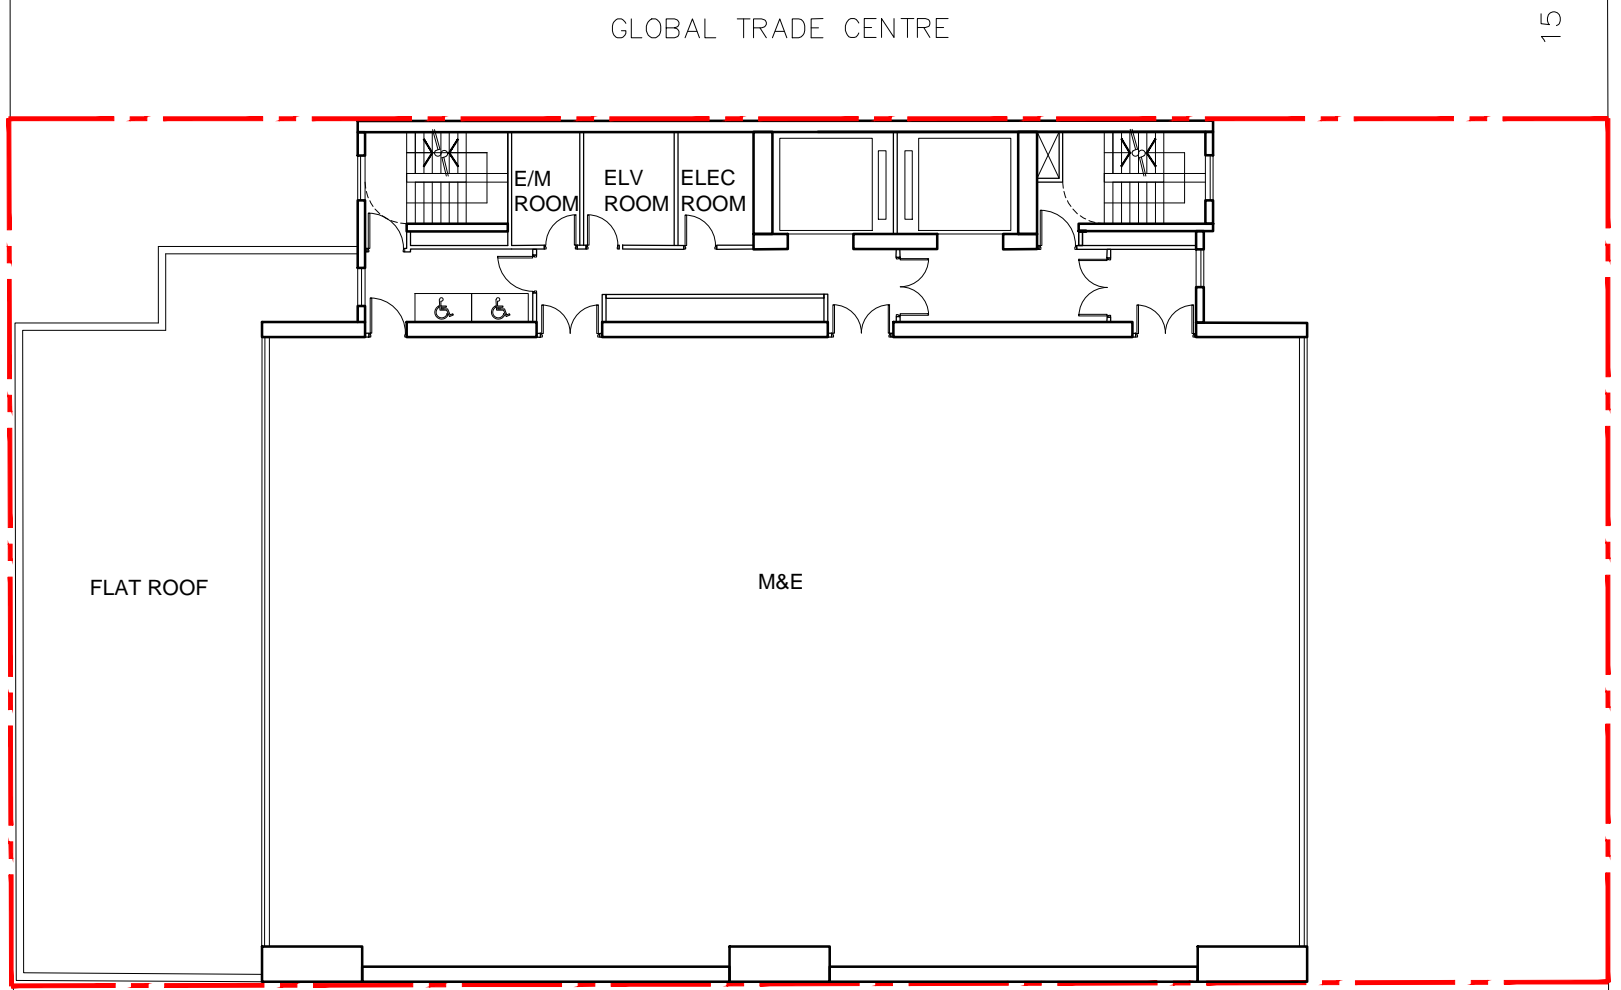 GLOBAL TRADE CENTRE
15
E/M
ROOM
ELV
ROOM
ELEC
ROOM
FLAT ROOF
M&E